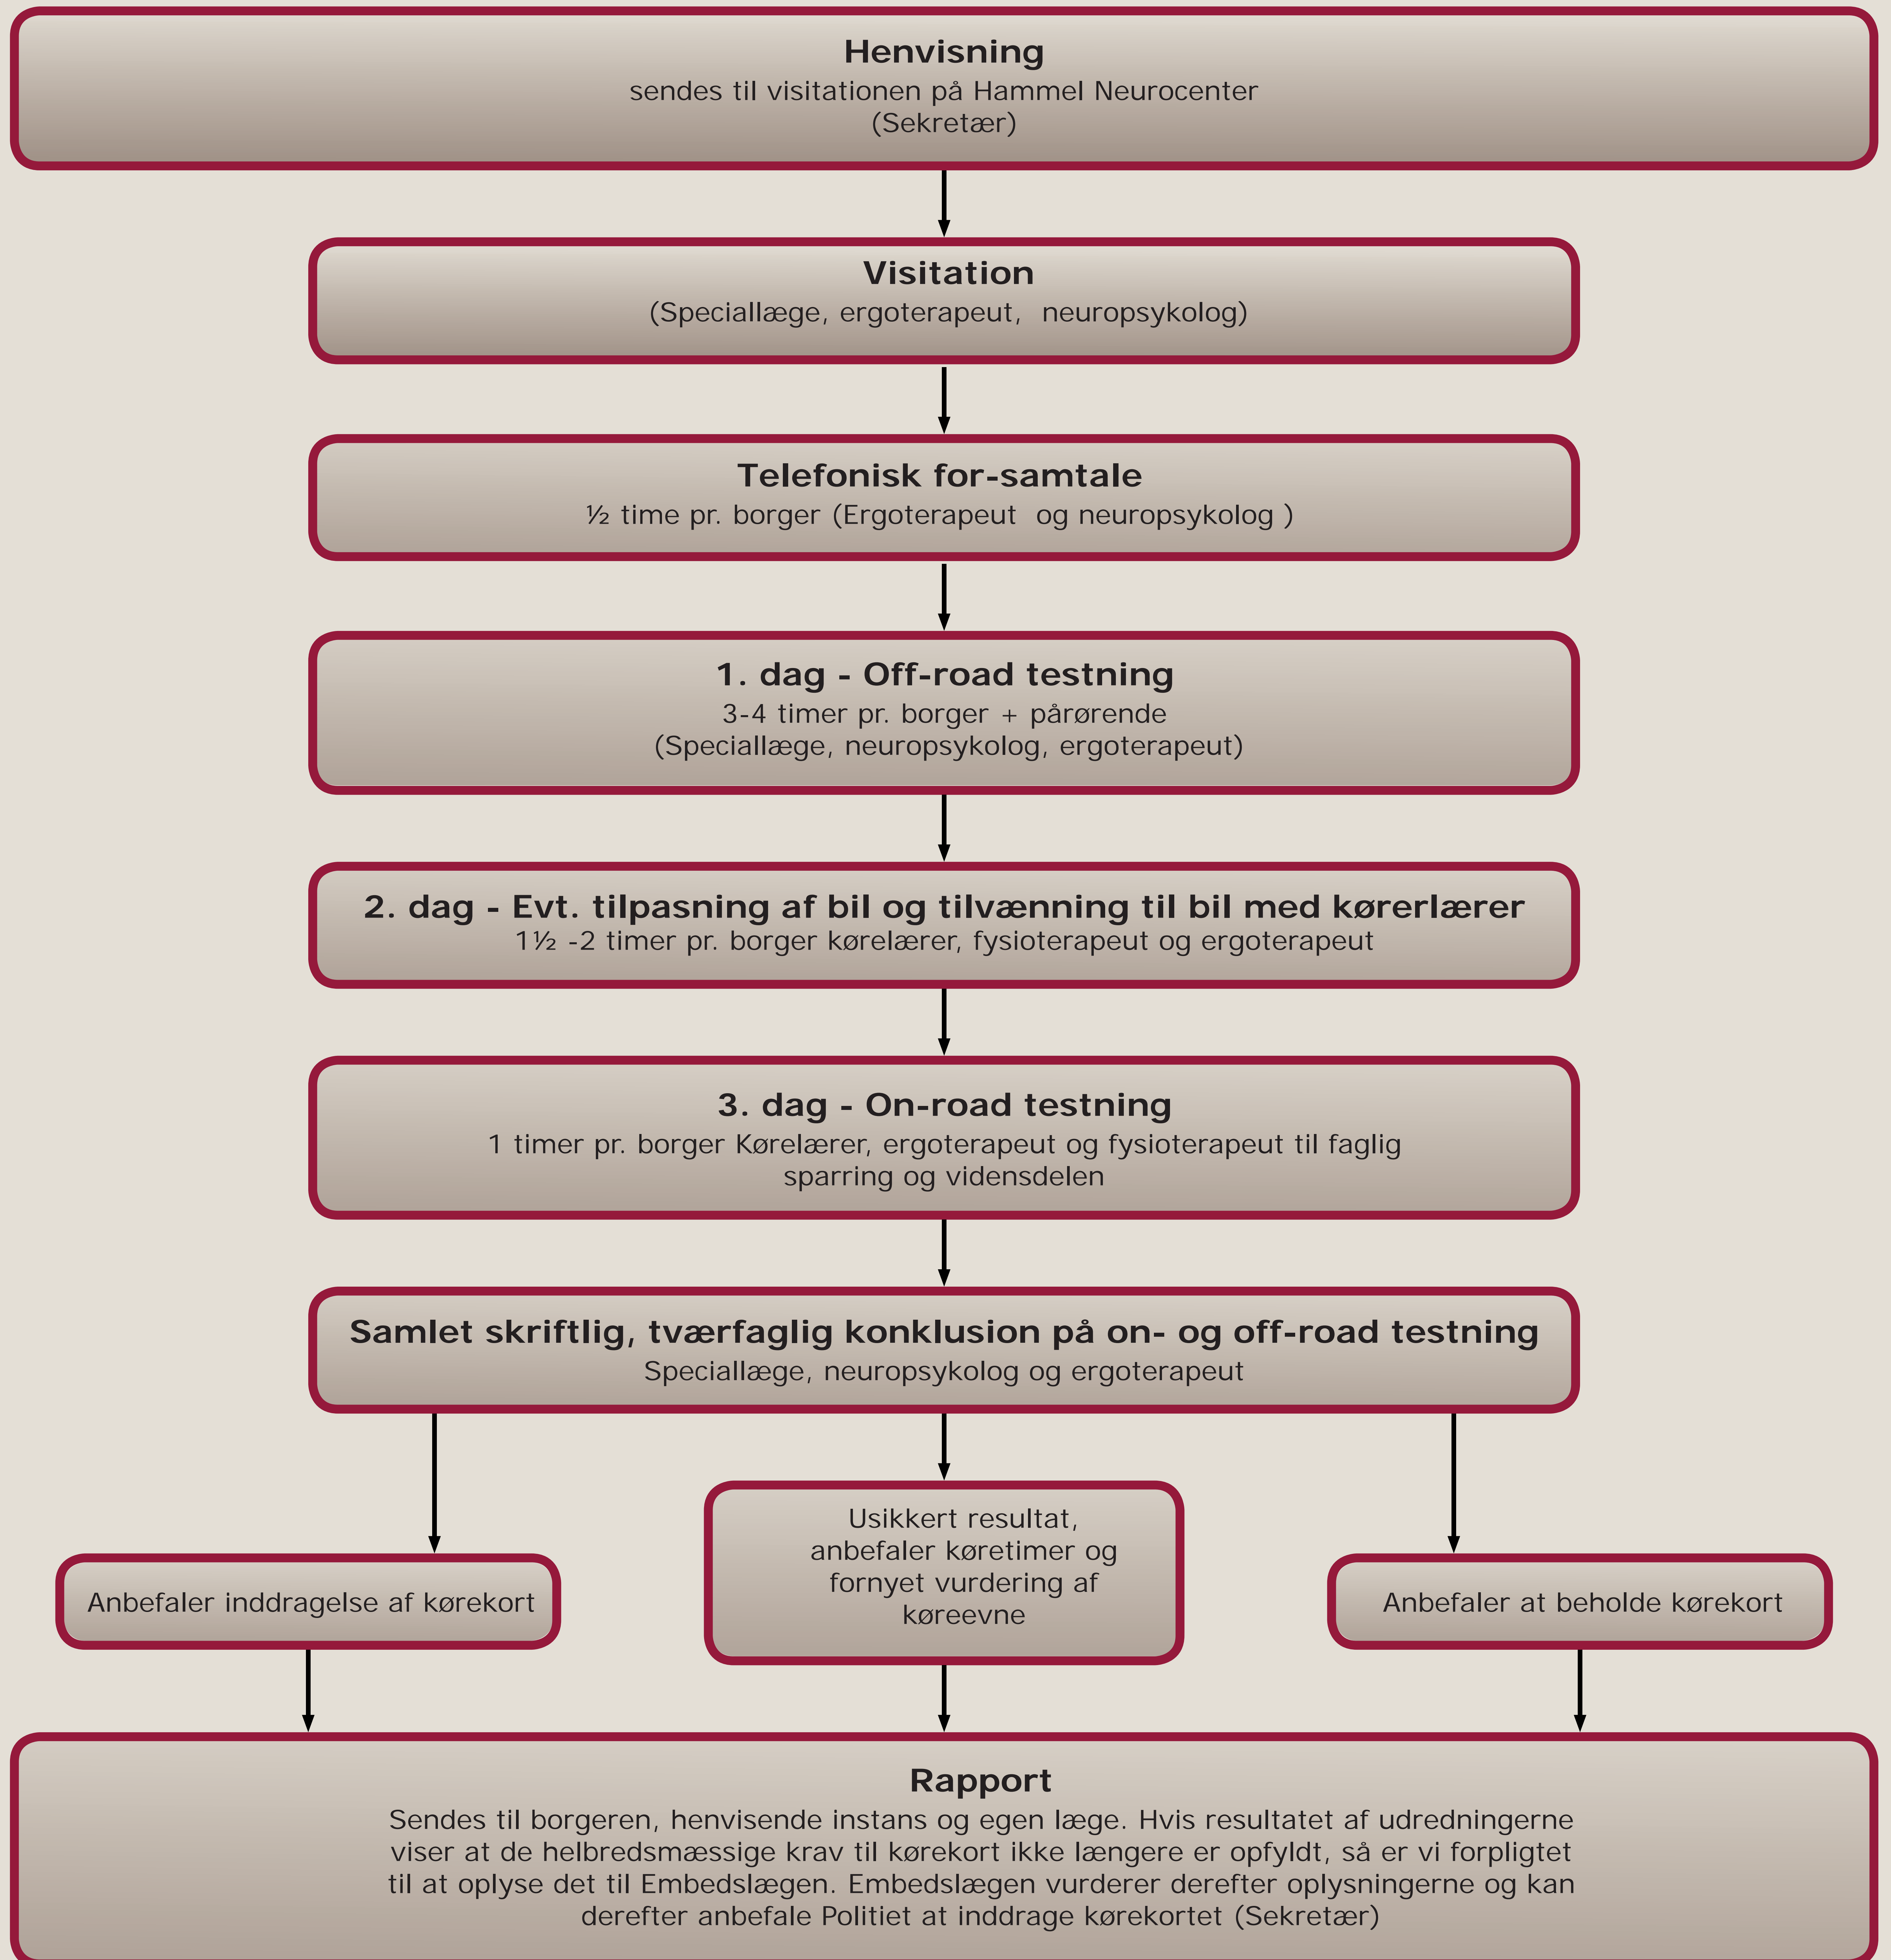 Henvisning
sendes til visitationen på Hammel Neurocenter
(Sekretær)
Visitation
(Speciallæge, ergoterapeut,  neuropsykolog)
Telefonisk for-samtale
½ time pr. borger (Ergoterapeut  og neuropsykolog )
1. dag - Off-road testning
3-4 timer pr. borger + pårørende
(Speciallæge, neuropsykolog, ergoterapeut)
2. dag - Evt. tilpasning af bil og tilvænning til bil med kørerlærer
1½ -2 timer pr. borger kørelærer, fysioterapeut og ergoterapeut
3. dag - On-road testning
1 timer pr. borger Kørelærer, ergoterapeut og fysioterapeut til faglig
sparring og vidensdelen
Samlet skriftlig, tværfaglig konklusion på on- og off-road testning
Speciallæge, neuropsykolog og ergoterapeut
Anbefaler inddragelse af kørekort
Usikkert resultat,
anbefaler køretimer og
fornyet vurdering af
køreevne
Anbefaler at beholde kørekort
Rapport
Sendes til borgeren, henvisende instans og egen læge. Hvis resultatet af udredningerne
viser at de helbredsmæssige krav til kørekort ikke længere er opfyldt, så er vi forpligtet
til at oplyse det til Embedslægen. Embedslægen vurderer derefter oplysningerne og kan
derefter anbefale Politiet at inddrage kørekortet (Sekretær)